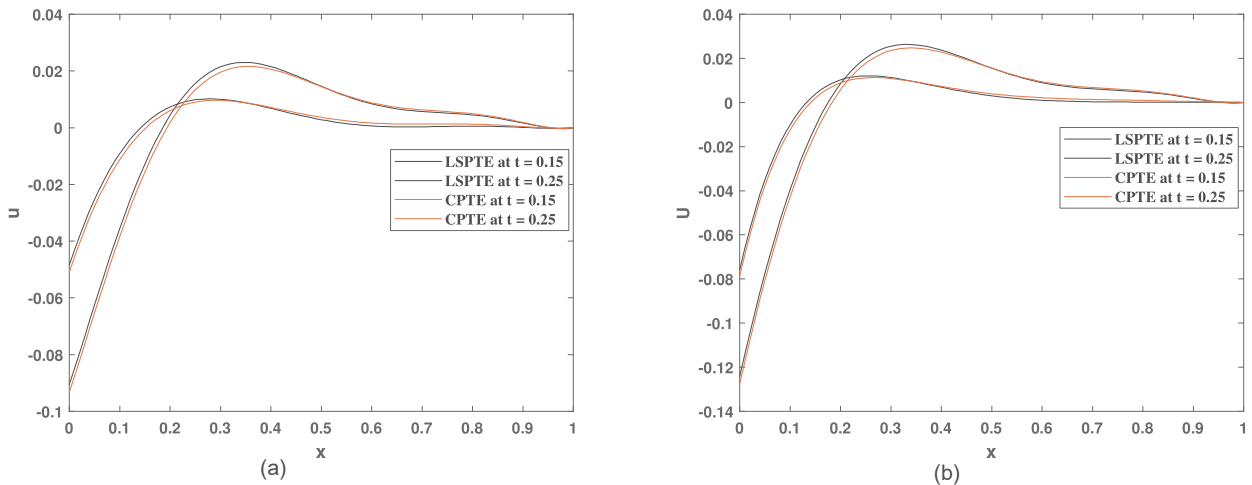 0.04
0.02
0
-0.02
-0.04
-0.06
-0.08
-0.1
u
0 0.1 0.2 0.3 0.4 0.5 0.6 0.7 0.8 0.9 1
x
LSPTE at t = 0.15
LSPTE at t = 0.25
CPTE at t = 0.15
CPTE at t = 0.25
(a)
0.04
0.02
0
-0.02
-0.04
-0.06
-0.08
-0.1
-0.12
-0.14
U
0 0.1 0.2 0.3 0.4 0.5 0.6 0.7 0.8 0.9 1
x
LSPTE at t = 0.15
LSPTE at t = 0.25
CPTE at t = 0.15
CPTE at t = 0.25
(b)